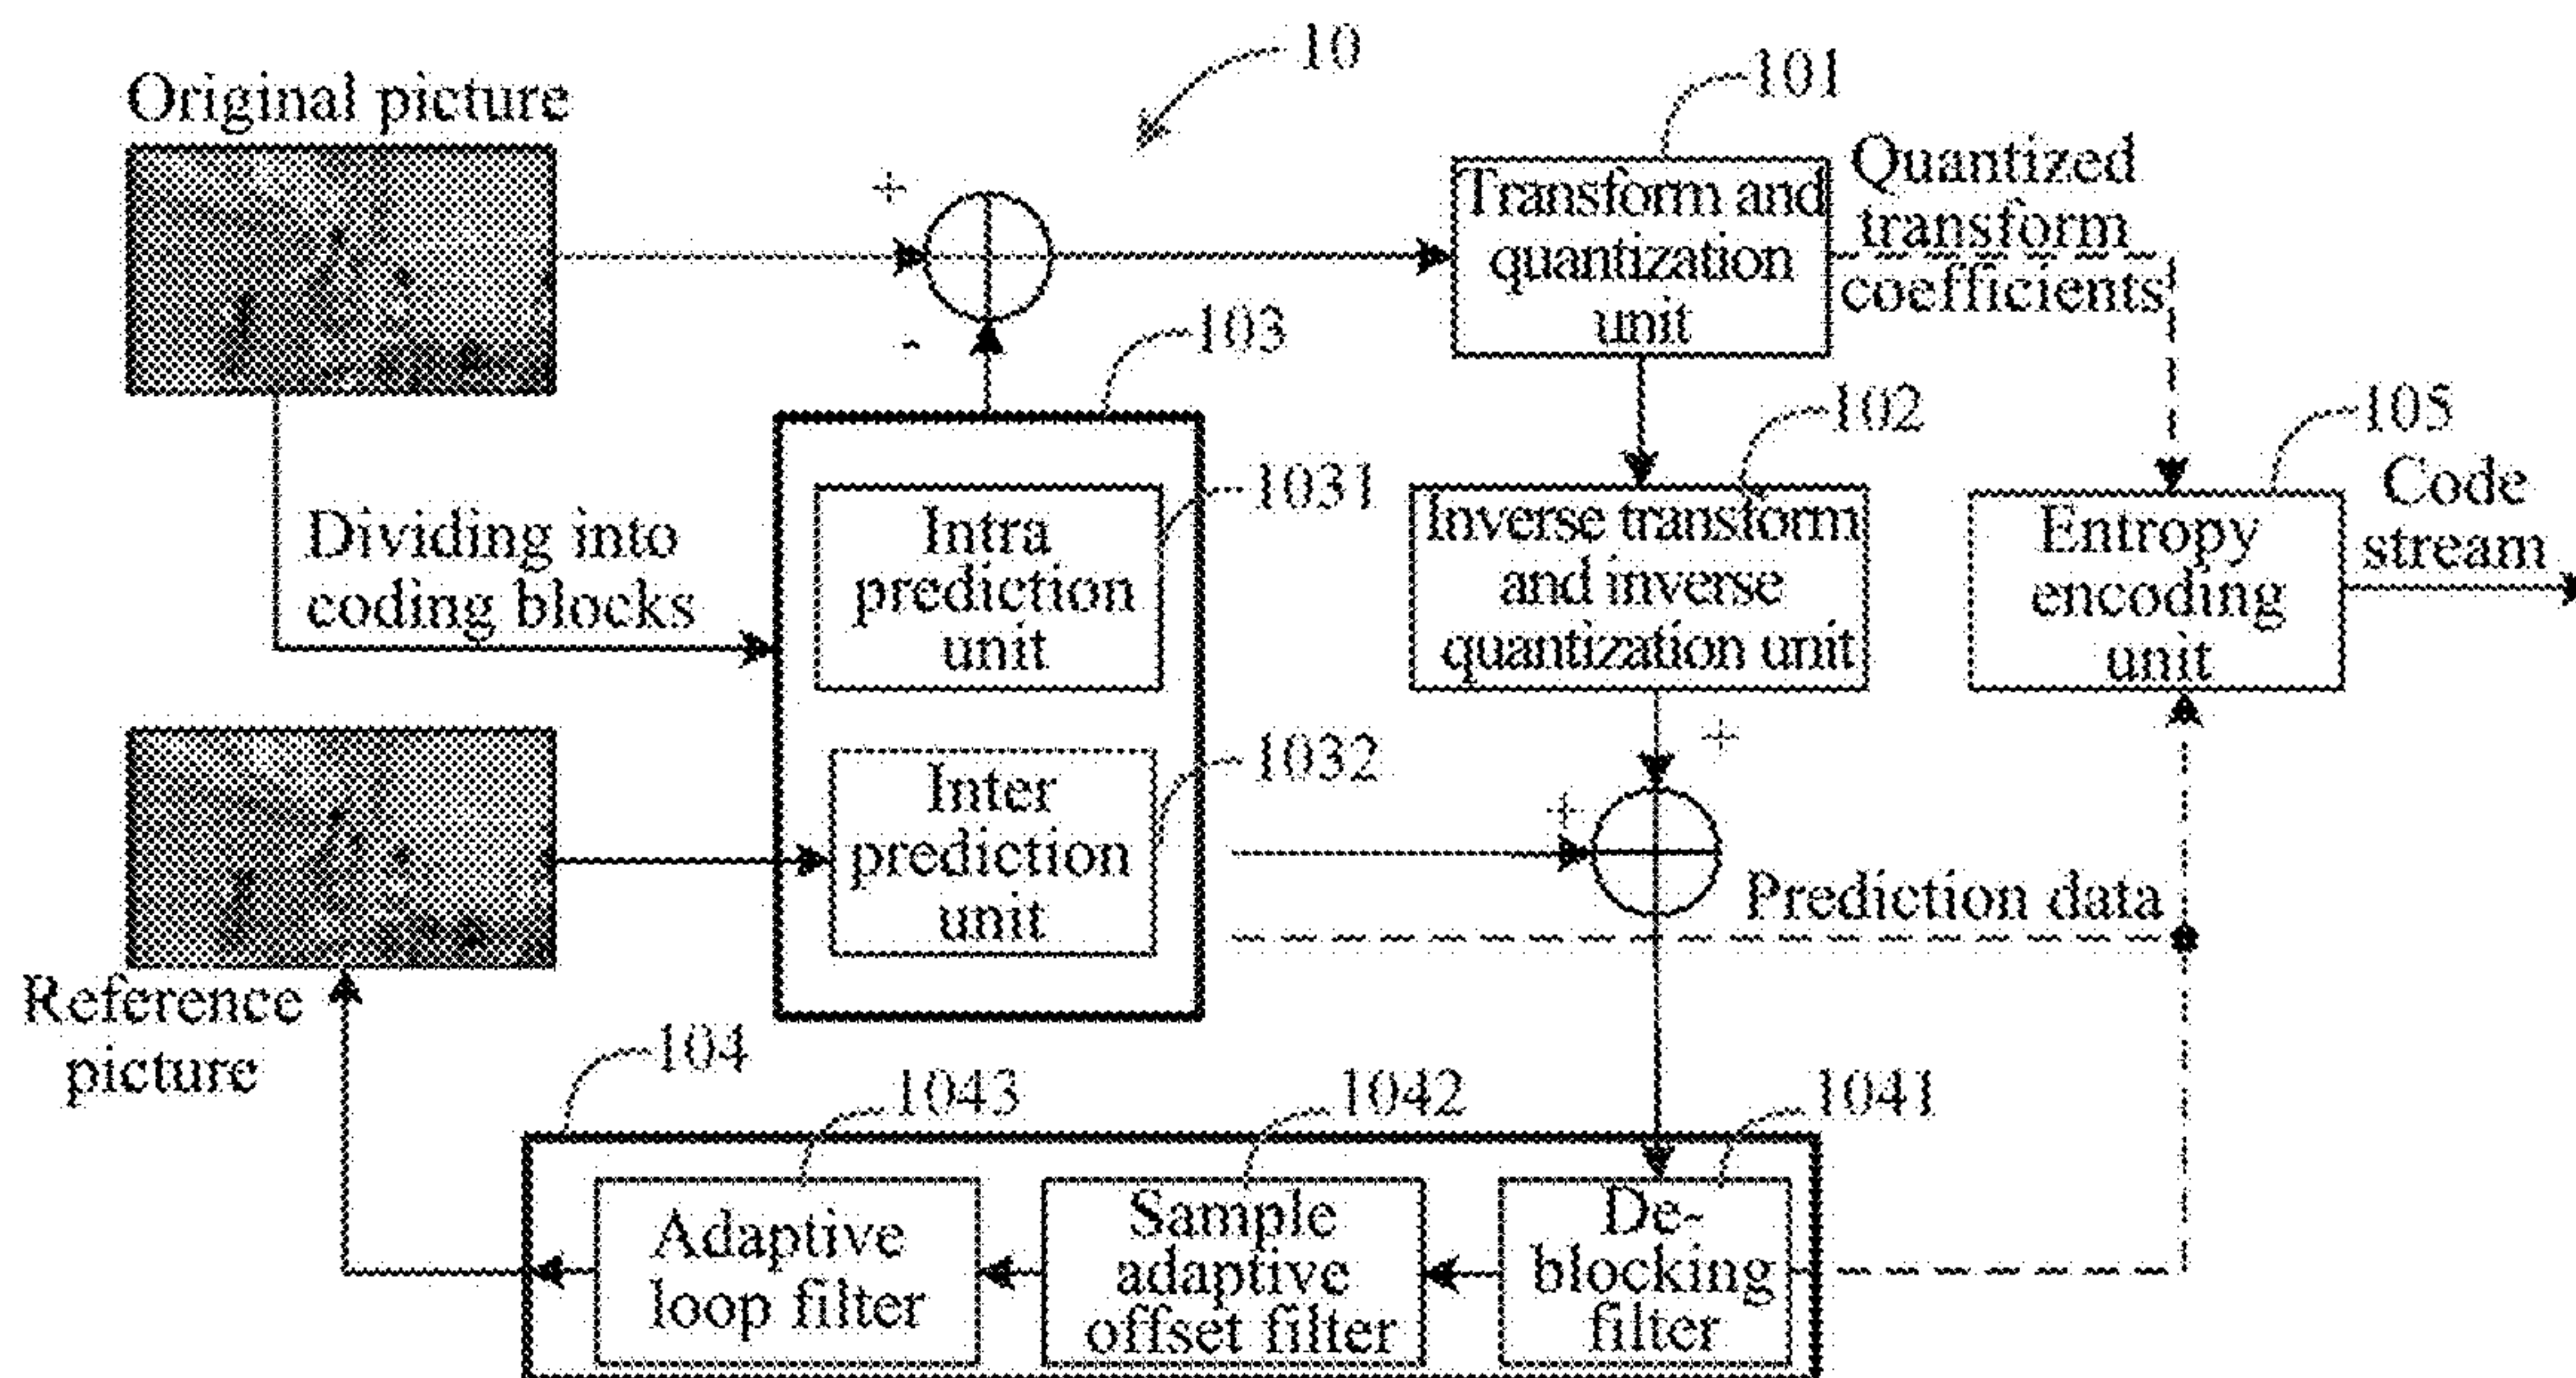 10
101
Original picture
+
Transform and
quantization
unit
Quantized
transform
coefficients
-
103
102
105
Dividing into
coding blocks
1031
Intra
prediction
unit
Inverse transform
and inverse
quantization unit
Entropy
encoding
unit
Code
stream
1032
Inter
prediction
unit
+
+
Prediction data
Reference
picture
104
1043
1042
1041
Adaptive
loop filter
Sample
adaptive
offset filter
De-
blocking
filter